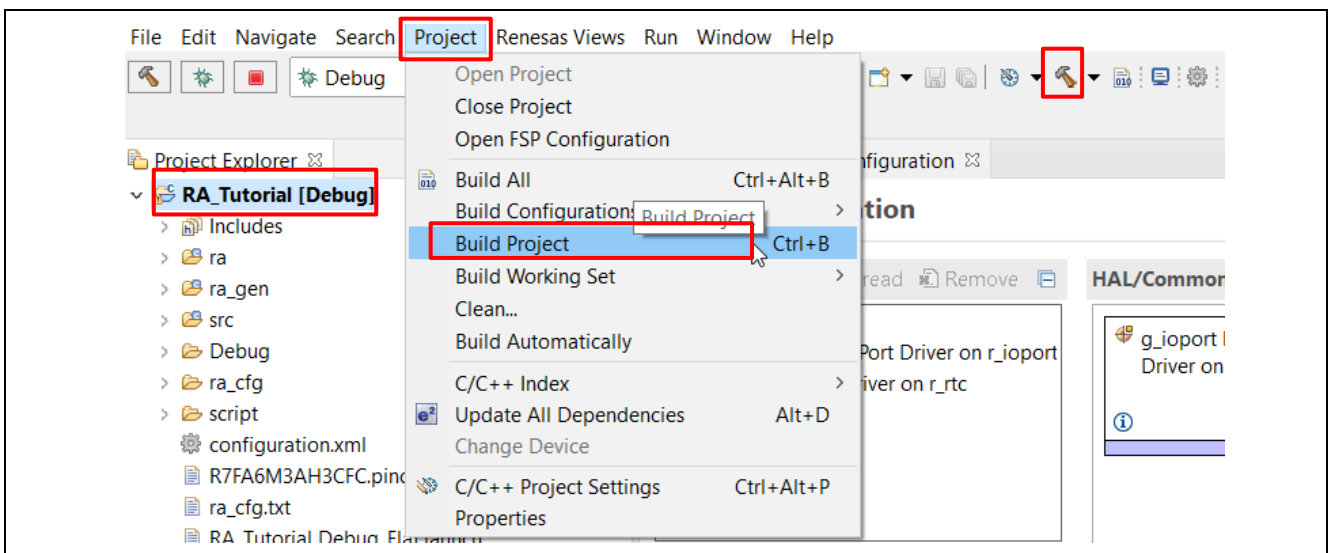 File Edit Navigate Search Project Renesas Views Run Window Help
Debug
Open Project
Close Project
Open FSP Configuration
Build All Ctrl+Alt+B
Build Configurations
Build Project
Build Project Ctrl+B
Build Working Set
Clean...
Build Automatically
C/C++ Index
Update All Dependencies Alt+D
Change Device
C/C++ Project Settings Ctrl+Alt+P
Properties
Project Explorer
RA_Tutorial [Debug]
Includes
ra
ra_gen
src
Debug
ra_cfg
script
configuration.xml
R7FA6M3AH3CFC.pinc
ra_cfg.txt
RA_Tutorial Debug_Flat.launch
nfiguration
tion
read Remove
Port Driver on r_ioport
iver on r_rtc
HAL/Common
g_ioport I
Driver on